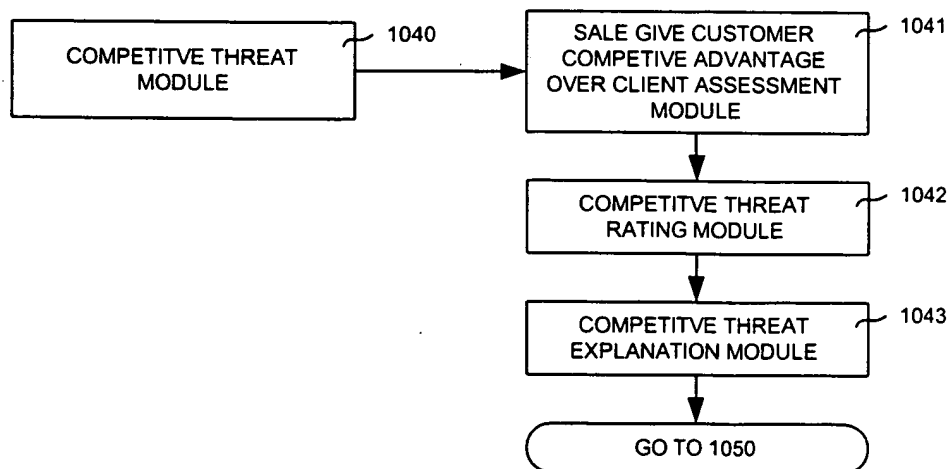 COMPETITVE THREAT
MODULE
1040
SALE GIVE CUSTOMER
COMPETIVE ADVANTAGE
OVER CLIENT ASSESSMENT
MODULE
1041
COMPETITVE THREAT
RATING MODULE
1042
COMPETITVE THREAT
EXPLANATION MODULE
1043
GO TO 1050